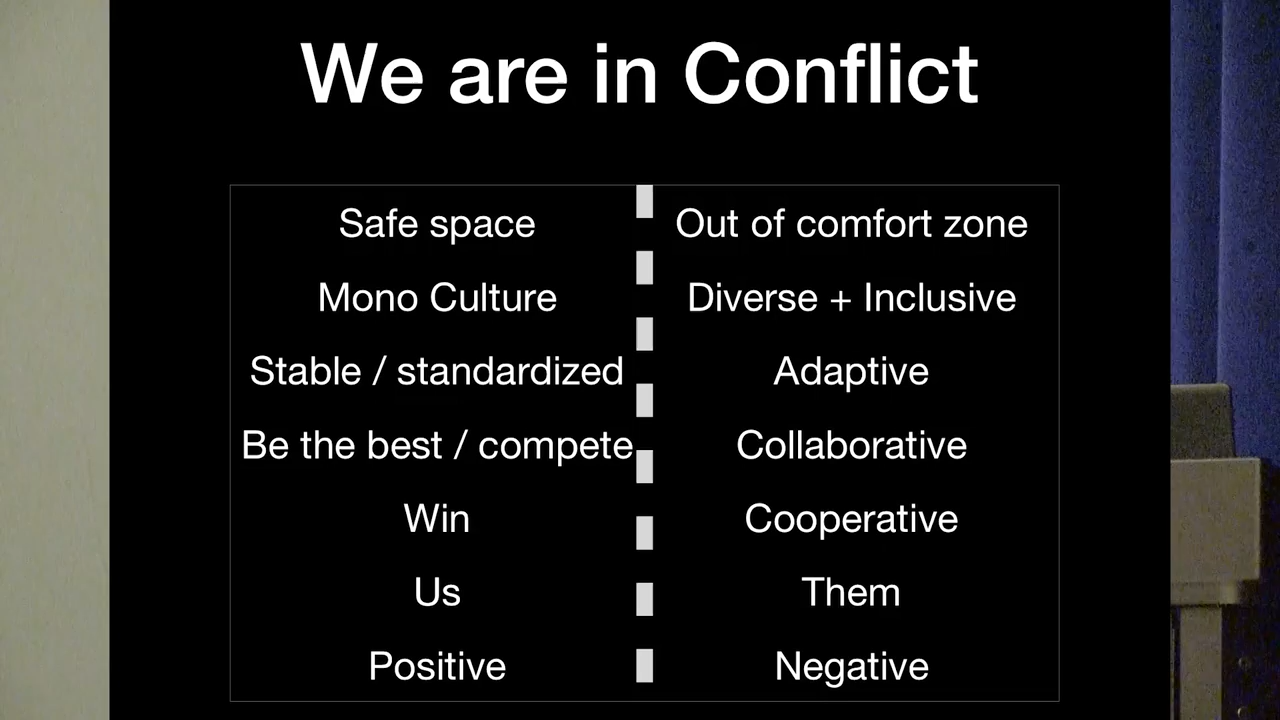 We are in Conflict
Safe space Out of comfort zone
Mono Culture Diverse + Inclusive
Stable / standardized Adaptive
Be the best / compete Collaborative
Win Cooperative
Us Them
Positive Negative